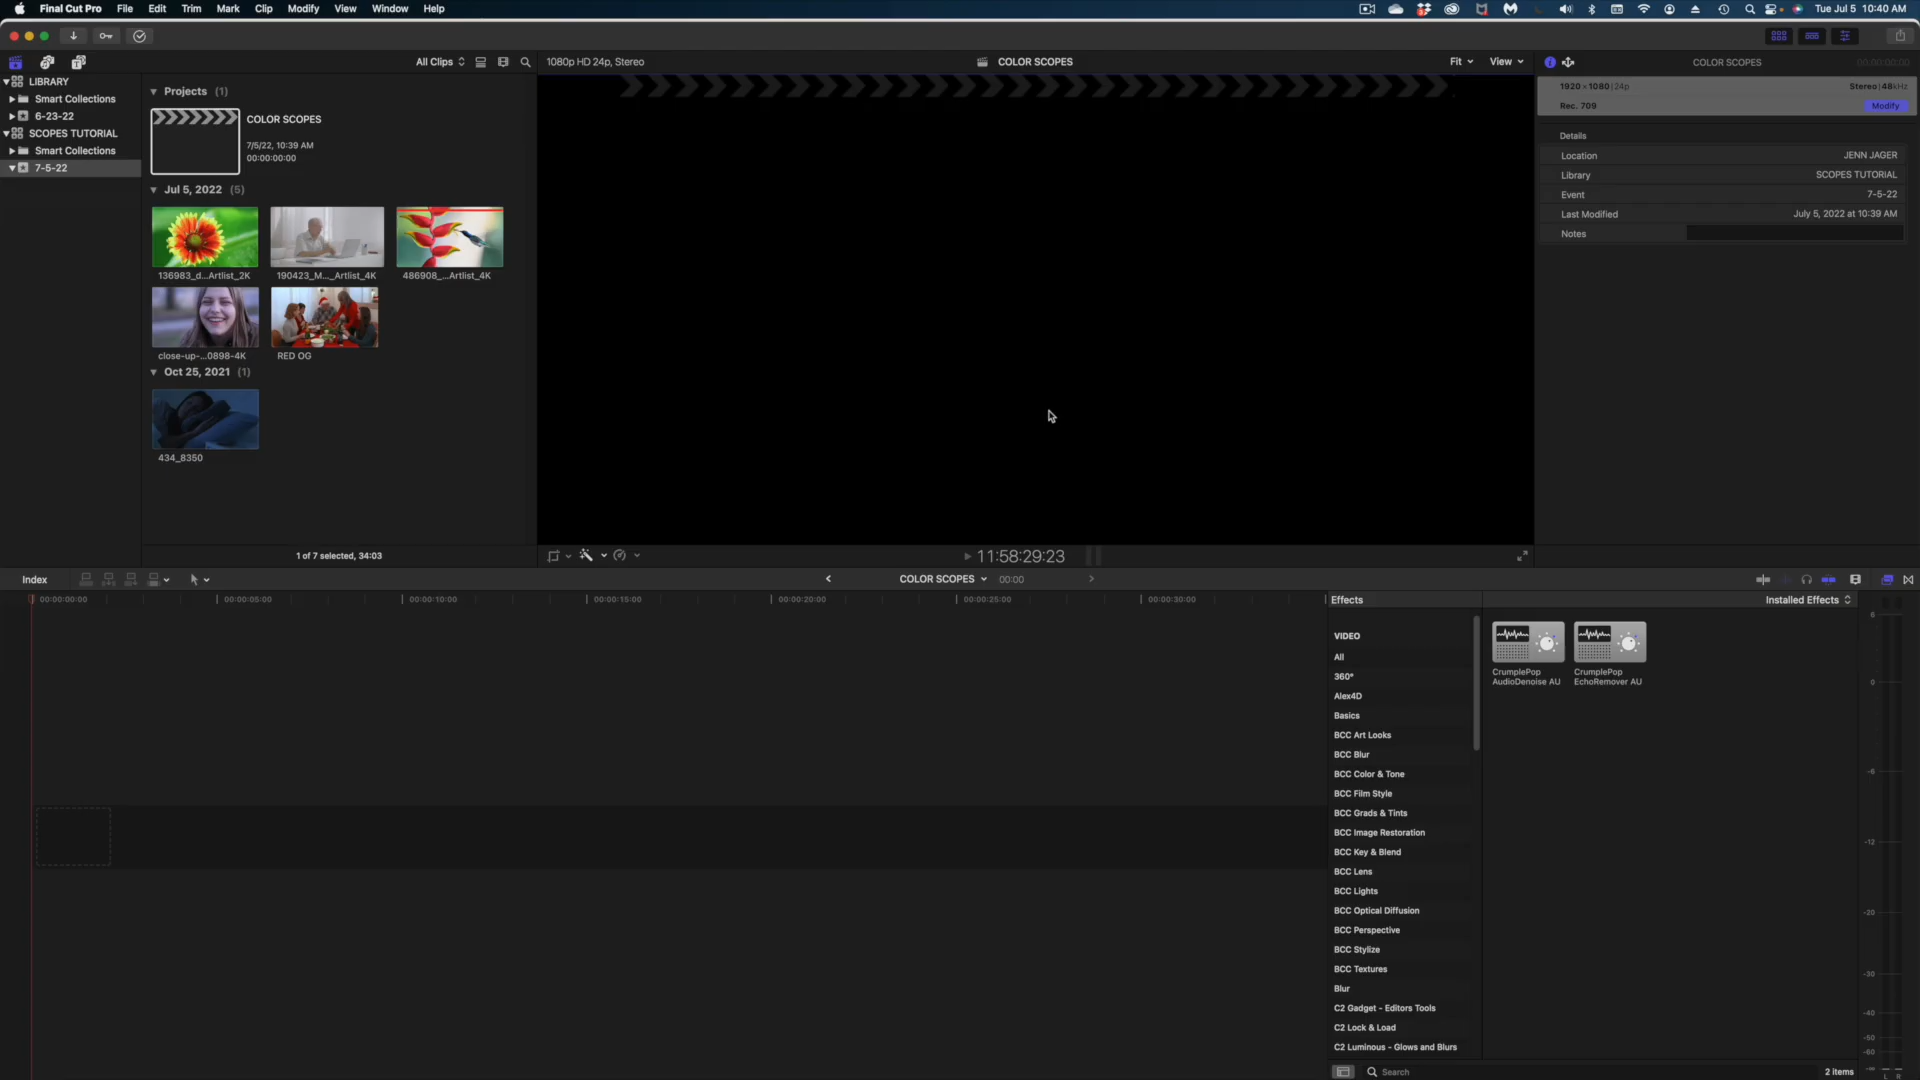 Final Cut Pro File Edit Trim Mark Clip Modify View Window Help
Tue Jul 5 10:40 AM
All Clips
1080p HD 24p, Stereo
COLOR SCOPES
Fit
View
COLOR SCOPES
LIBRARY
Smart Collections
6-23-22
SCOPES TUTORIAL
Smart Collections
7-5-22
Projects (1)
COLOR SCOPES
7/5/22, 10:39 AM
00:00:00:00
Jul 5, 2022 (5)
136983_d...Artlist_2K
190423_M..._Artlist_4K
486908_...Artlist_4K
close-up-...0898-4K
RED OG
Oct 25, 2021 (1)
434_8350
1 of 7 selected, 34:03
11:58:29:23
1920 × 1080 | 24p
Stereo | 48kHz
Rec. 709
Modify
Details
Location JENN JAGER
Library SCOPES TUTORIAL
Event 7-5-22
Last Modified July 5, 2022 at 10:39 AM
Notes
Index
COLOR SCOPES
00:00
00:00:00:00
00:00:05:00
00:00:10:00
00:00:15:00
00:00:20:00
00:00:25:00
00:00:30:00
Effects
Installed Effects
VIDEO
All
360°
Alex4D
Basics
BCC Art Looks
BCC Blur
BCC Color & Tone
BCC Film Style
BCC Grads & Tints
BCC Image Restoration
BCC Key & Blend
BCC Lens
BCC Lights
BCC Optical Diffusion
BCC Perspective
BCC Stylize
BCC Textures
Blur
C2 Gadget - Editors Tools
C2 Lock & Load
C2 Luminous - Glows and Blurs
CrumplePop
AudioDenoise AU
CrumplePop
EchoRemover AU
Search
2 items
6
0
-6
-12
-20
-30
-40
-50
-60
L R